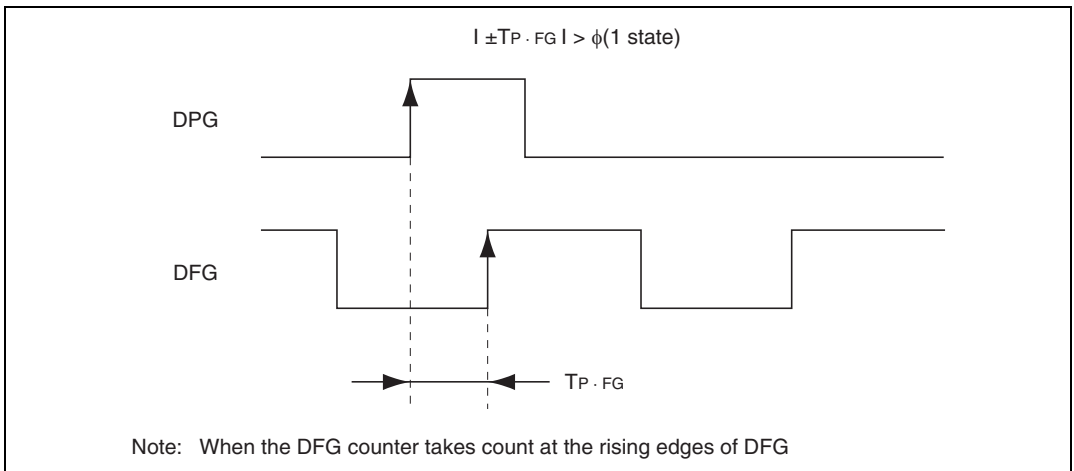 I ±TP · FG I > ϕ(1 state)
DPG
DFG
TP · FG
Note: When the DFG counter takes count at the rising edges of DFG